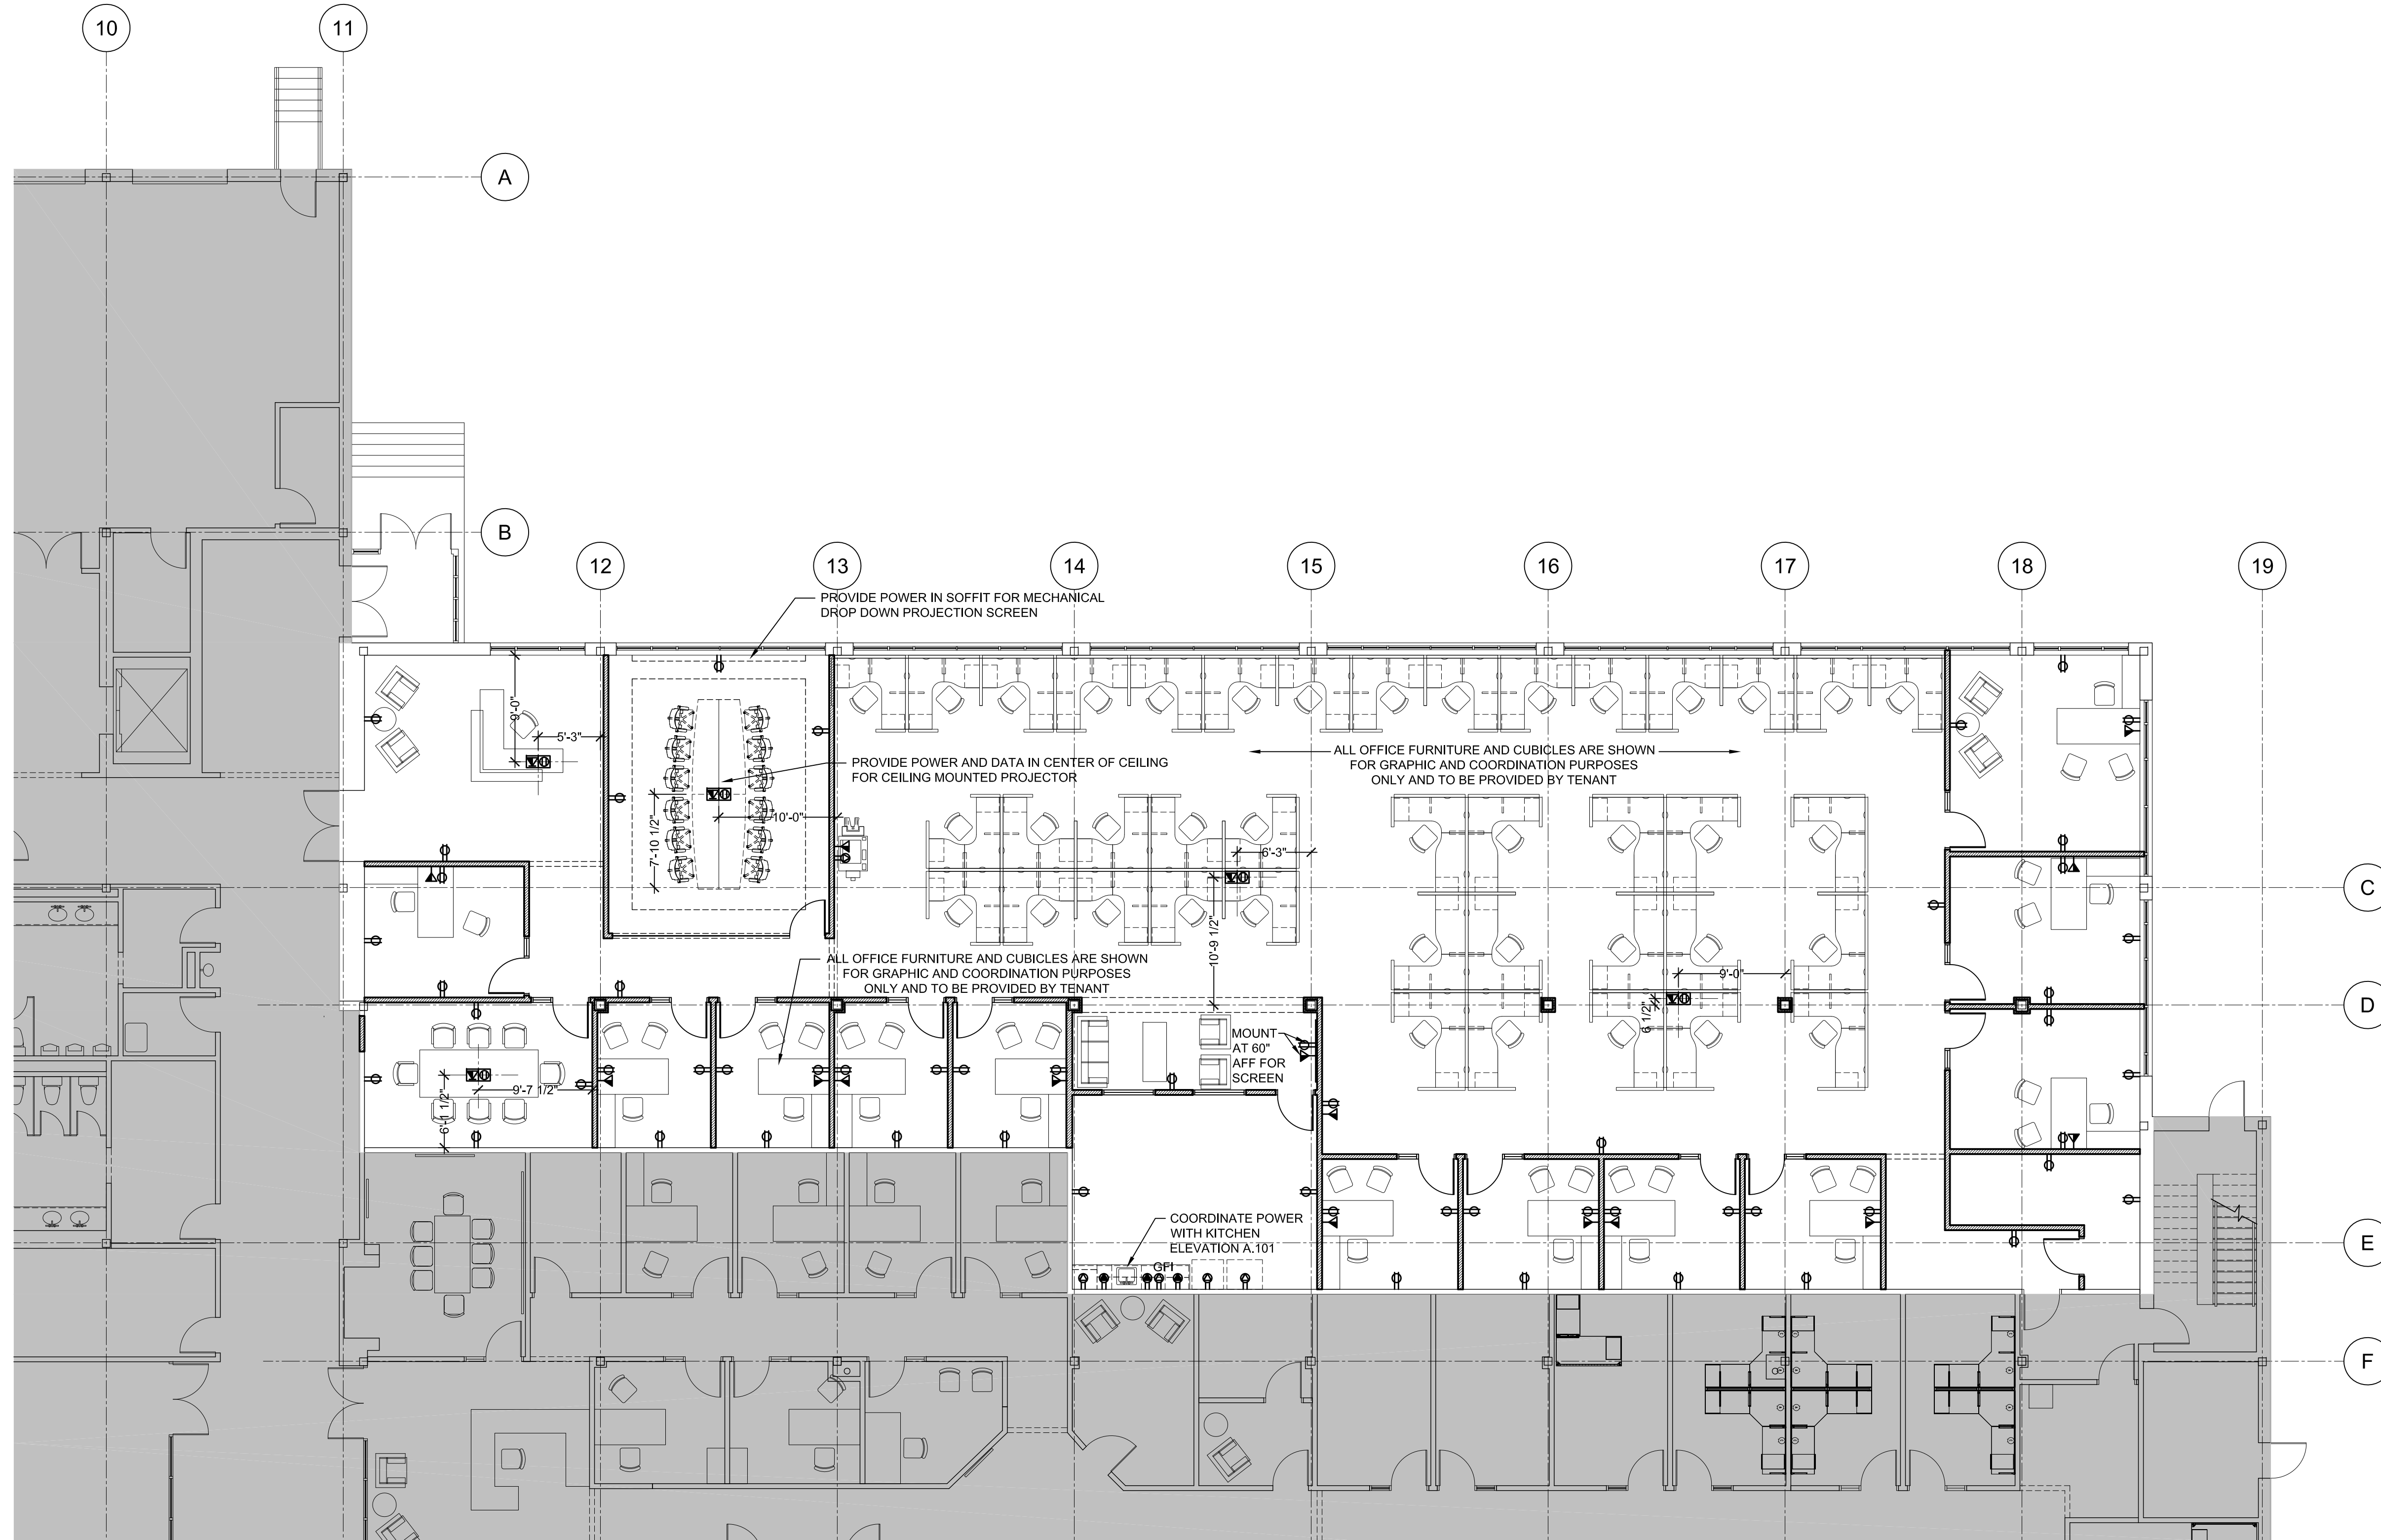 10
11
A
B
12
13
14
15
16
17
18
19
PROVIDE POWER IN SOFFIT FOR MECHANICAL
DROP DOWN PROJECTION SCREEN
9'-0"
5'-3"
PROVIDE POWER AND DATA IN CENTER OF CEILING
FOR CEILING MOUNTED PROJECTOR
ALL OFFICE FURNITURE AND CUBICLES ARE SHOWN
FOR GRAPHIC AND COORDINATION PURPOSES
ONLY AND TO BE PROVIDED BY TENANT
10'-0"
7'-10 1/2"
6'-3"
C
10'-9 1/2"
ALL OFFICE FURNITURE AND CUBICLES ARE SHOWN
FOR GRAPHIC AND COORDINATION PURPOSES
ONLY AND TO BE PROVIDED BY TENANT
9'-0"
6 1/2"
D
MOUNT
AT 60"
AFF FOR
SCREEN
9'-7 1/2"
6'-1 1/2"
COORDINATE POWER
WITH KITCHEN
ELEVATION A.101
GFI
E
F